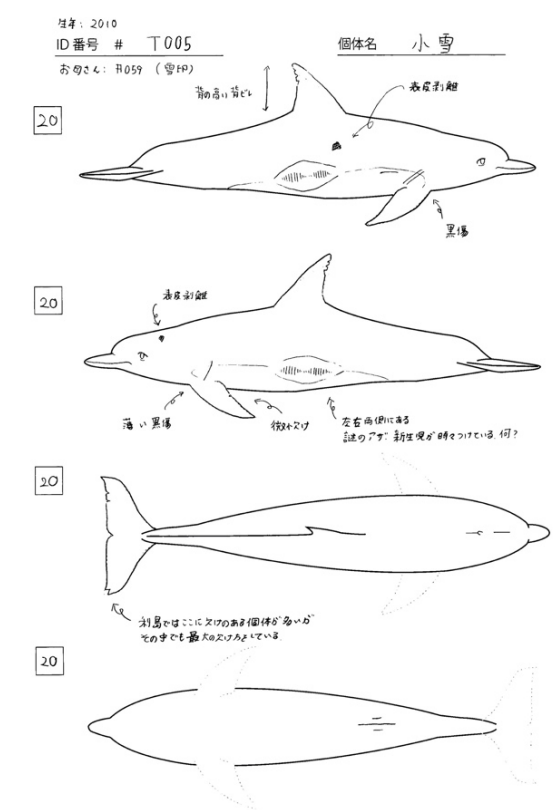 生年: 2010
ID番号 # T005 個体名 小雪
お母さん: #059 (雪印)
背の高い背ビレ
表皮剥離
20
黒傷
20
表皮剥離
薄い黒傷
微小欠け
左右両側にある
謎のアザ 新生児が時々つけている。何?
20
利島ではここに欠けのある個体が多いが
その中でも最大の欠け方をしている
20